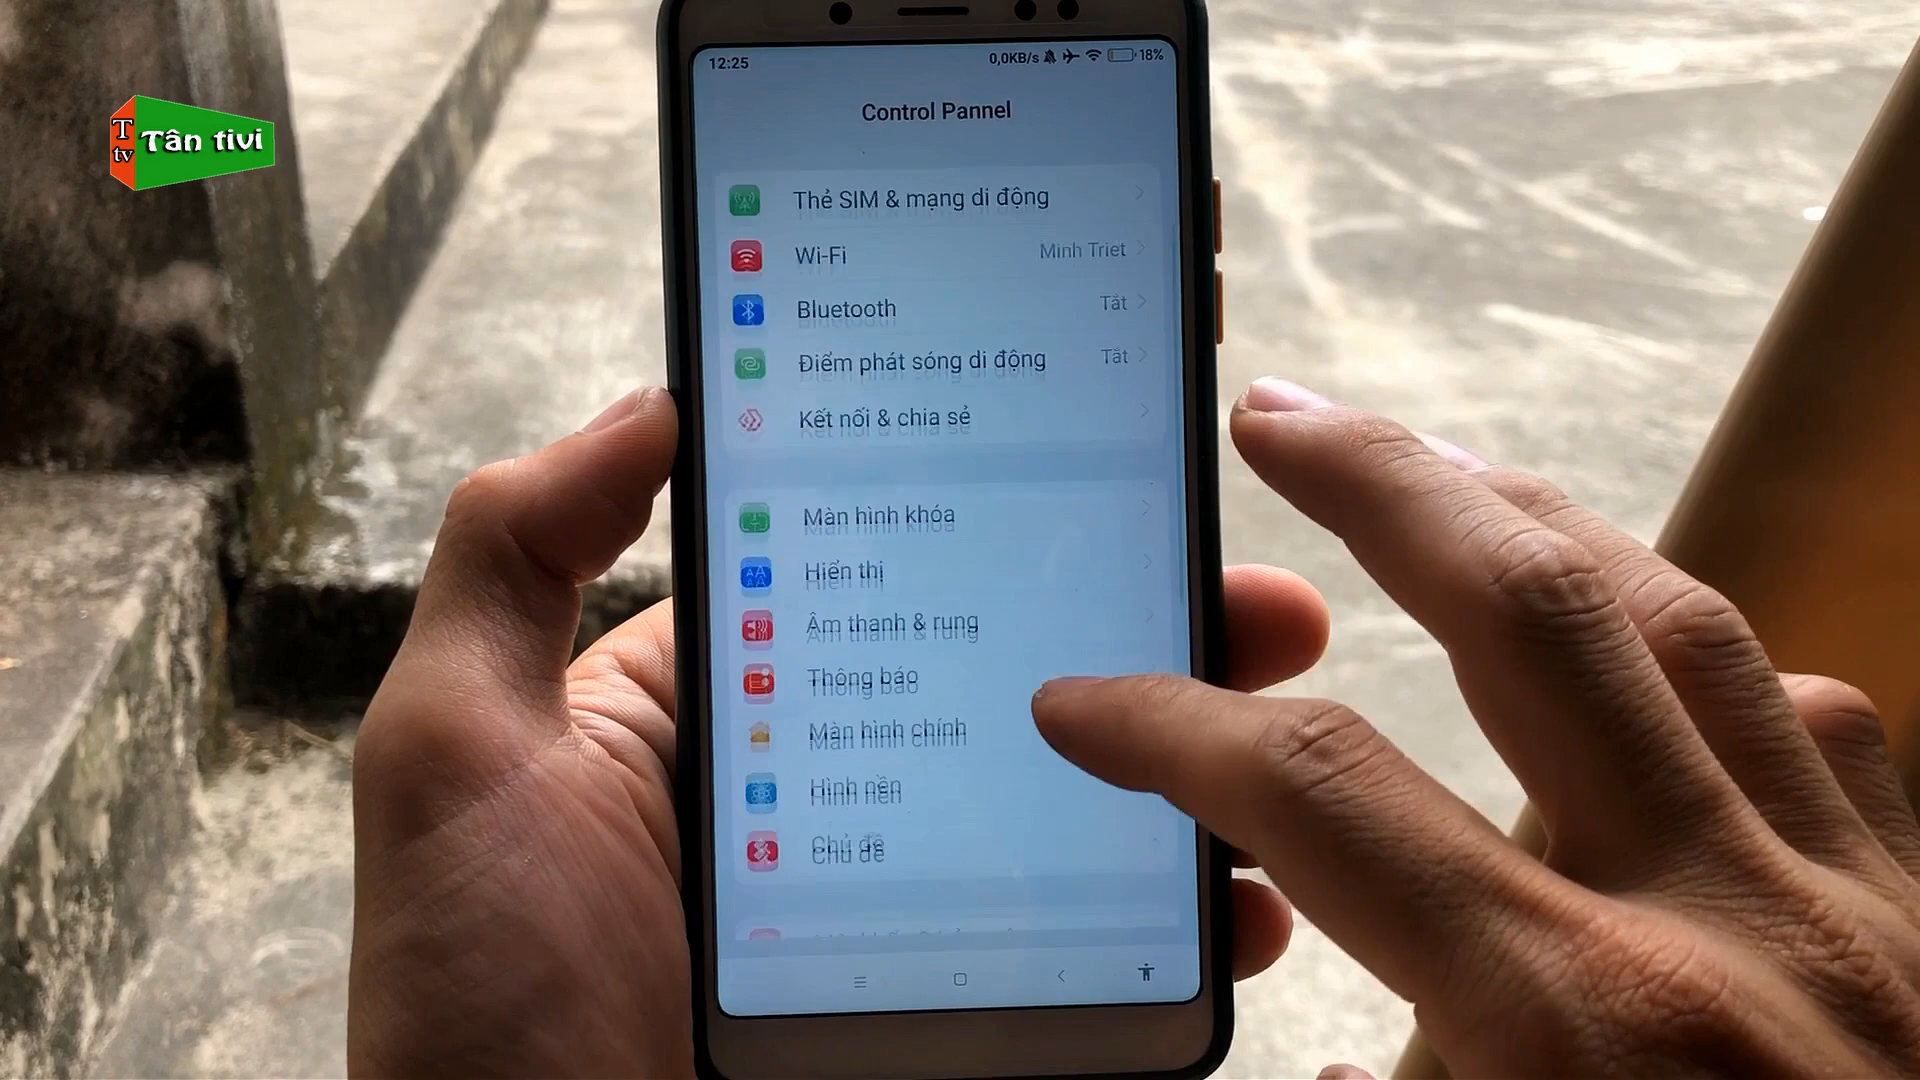 12:25
0,0KB/s
18%
Control Pannel
T
tv
Tân tivi
Thẻ SIM & mạng di động
Wi-Fi
Minh Triet
Bluetooth
Tắt
Điểm phát sóng di động
Tắt
Kết nối & chia sẻ
Màn hình khóa
Hiển thị
AA
Âm thanh & rung
Thông báo
Màn hình chính
Hình nền
Chủ đề